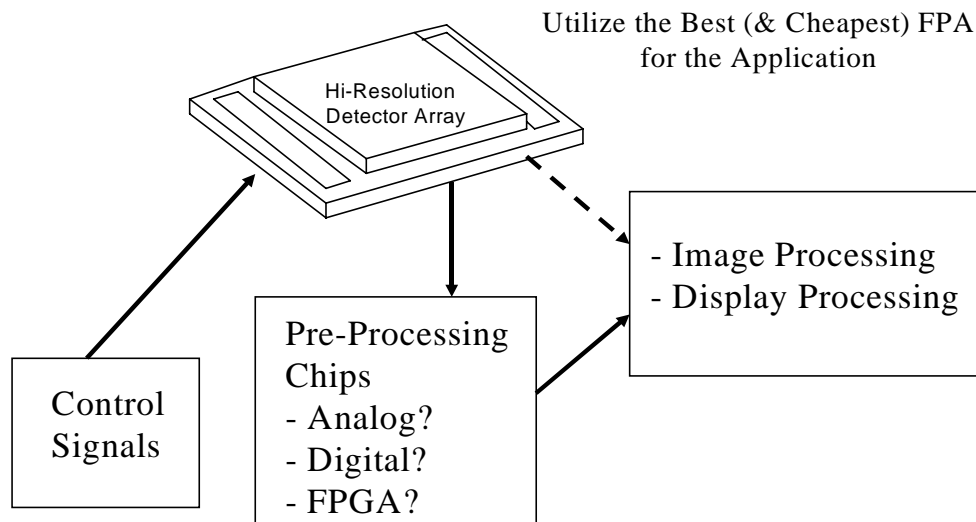 Utilize the Best (& Cheapest) FPA
for the Application
Hi-Resolution
Detector Array
- Image Processing
- Display Processing
Pre-Processing
Chips
- Analog?
- Digital?
- FPGA?
Control
Signals